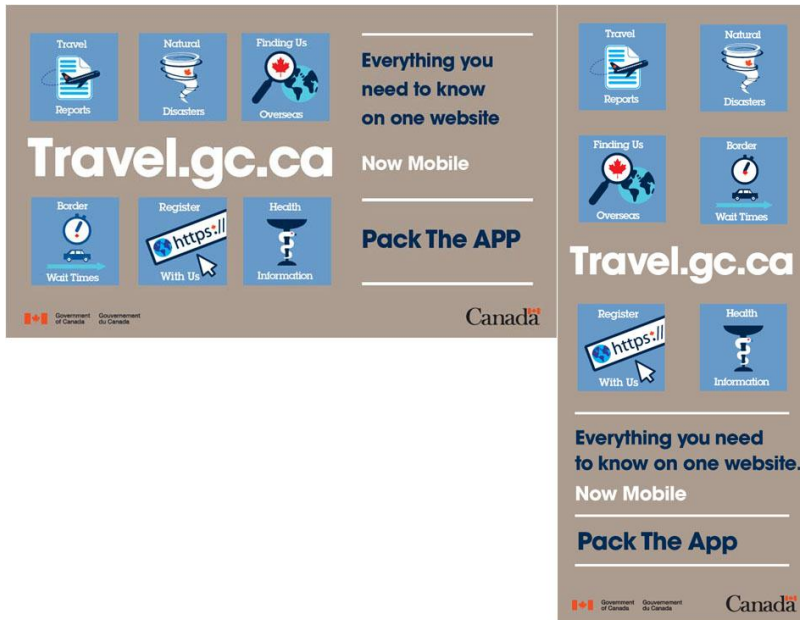 Travel
Reports
Natural
Disasters
Finding Us
Overseas
Travel.gc.ca
Border
Wait Times
Register
https://
With Us
Health
Information
Everything you
need to know
on one website
Now Mobile
Pack The APP
Government
of Canada
Gouvernement
du Canada
Canada
Travel
Reports
Natural
Disasters
Finding Us
Overseas
Border
Wait Times
Travel.gc.ca
Register
https://
With Us
Health
Information
Everything you need
to know on one website.
Now Mobile
Pack The App
Government
of Canada
Gouvernement
du Canada
Canada